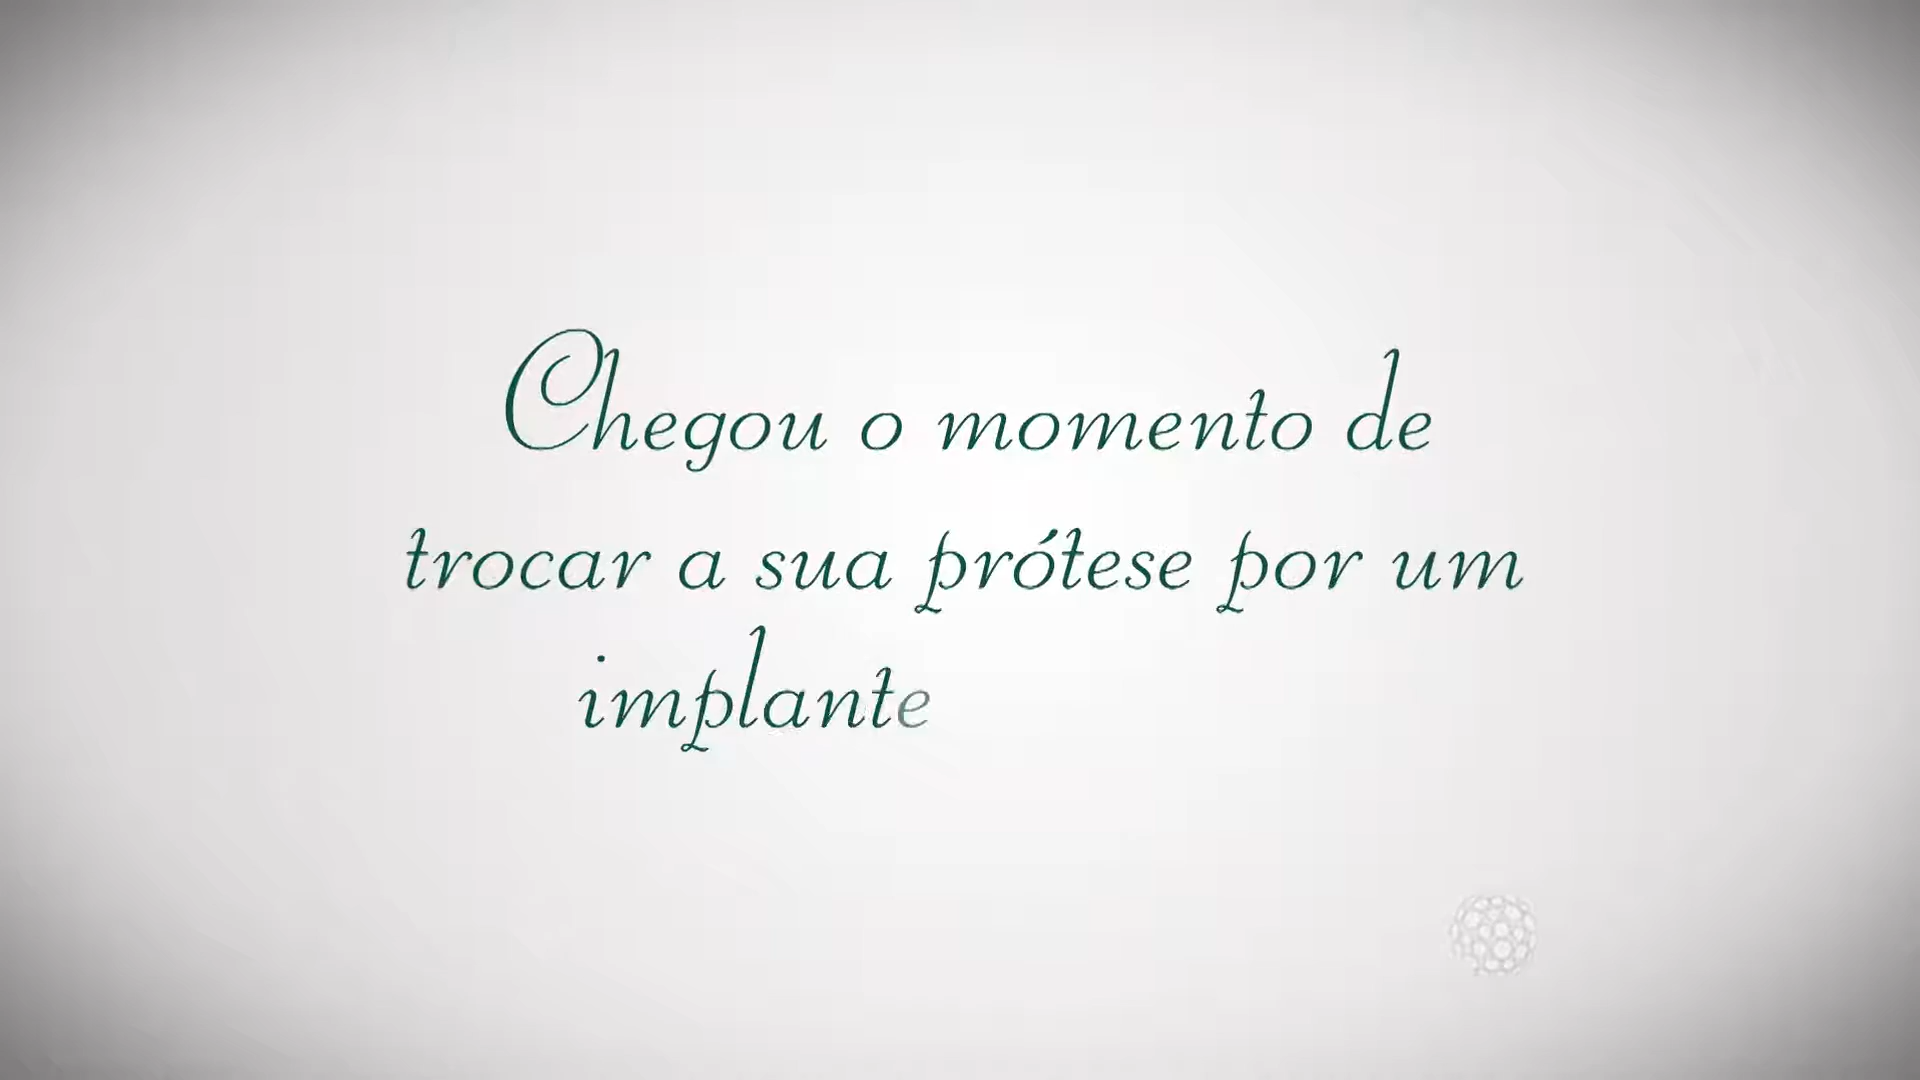 Chegou o momento de
trocar a sua prótese por um
implante